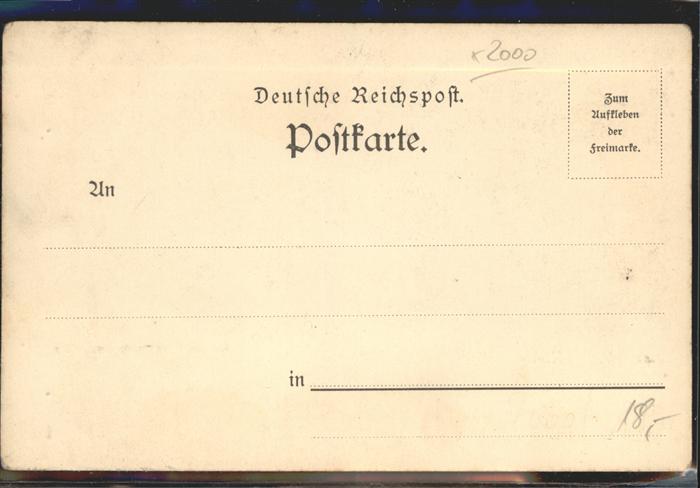 x2000
Deutſche Reichspoſt.
Poſtkarte.
Zum
Aufkleben
der
Freimarke.
An
in
18,-